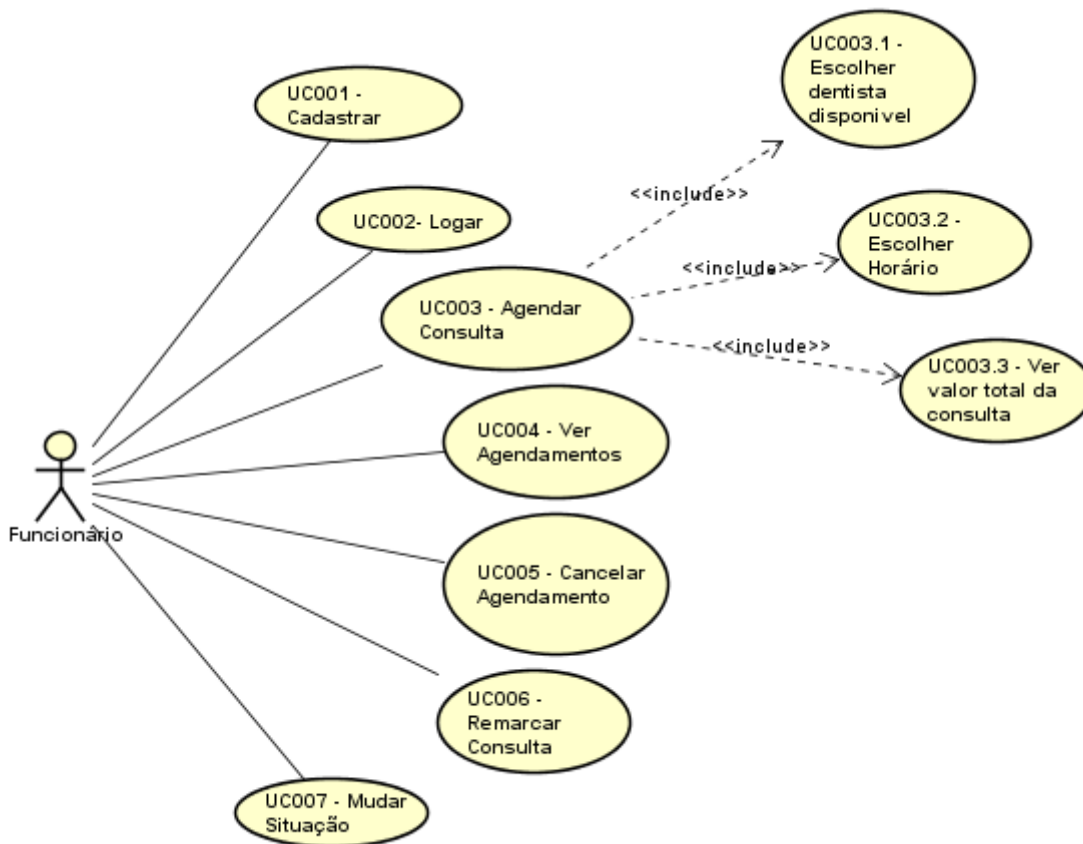 UC001 -
Cadastrar
UC002- Logar
UC003 - Agendar
Consulta
UC004 - Ver
Agendamentos
UC005 - Cancelar
Agendamento
UC006 -
Remarcar
Consulta
UC007 - Mudar
Situação
Funcionário
<<include>>
<<include>>
<<include>>
UC003.1 -
Escolher
dentista
disponivel
UC003.2 -
Escolher
Horário
UC003.3 - Ver
valor total da
consulta